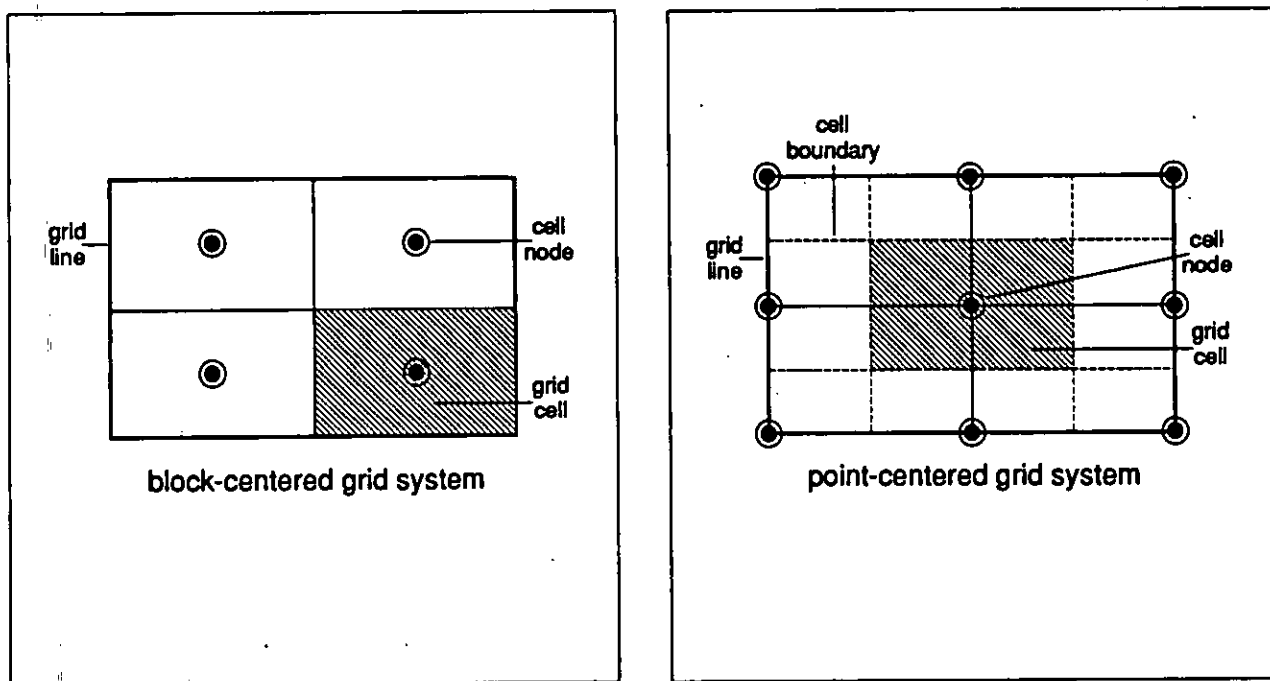 grid
line
cell
node
grid
cell
block-centered grid system
cell
boundary
grid
line
cell
node
grid
cell
point-centered grid system